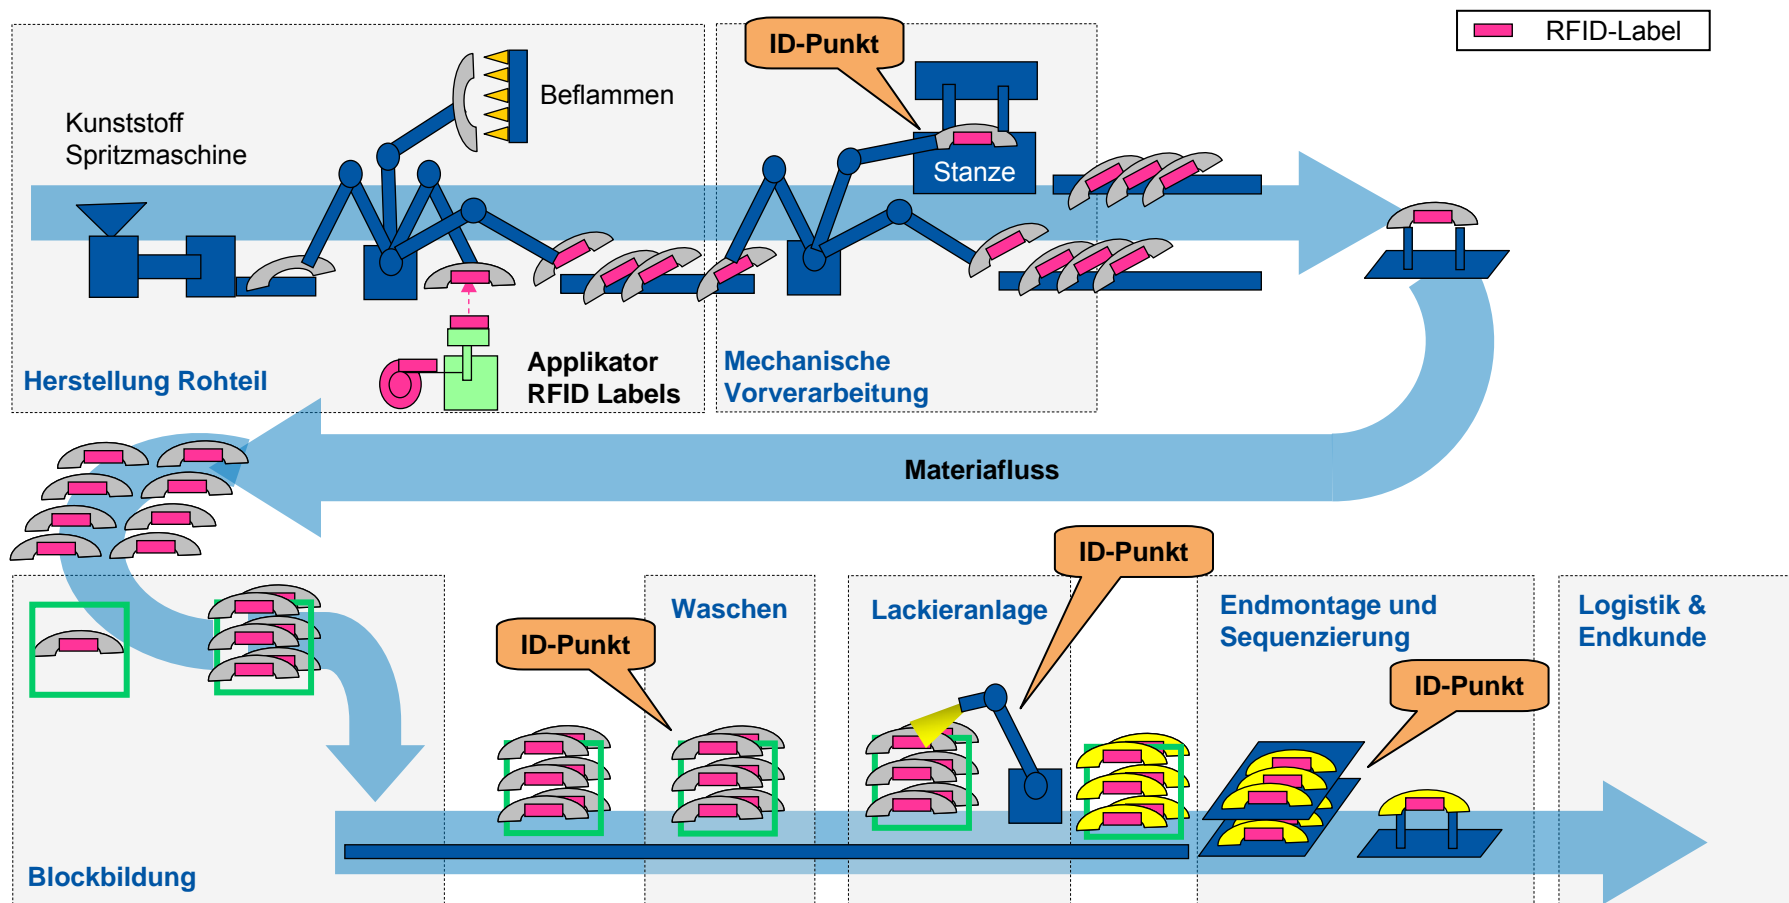 ID-Punkt
RFID-Label
Beflammen
Kunststoff
Spritzmaschine
Stanze
Herstellung Rohteil
Applikator
RFID Labels
Mechanische
Vorverarbeitung
Materiafluss
ID-Punkt
Waschen
Lackieranlage
Endmontage und
Sequenzierung
Logistik &
Endkunde
ID-Punkt
ID-Punkt
Blockbildung